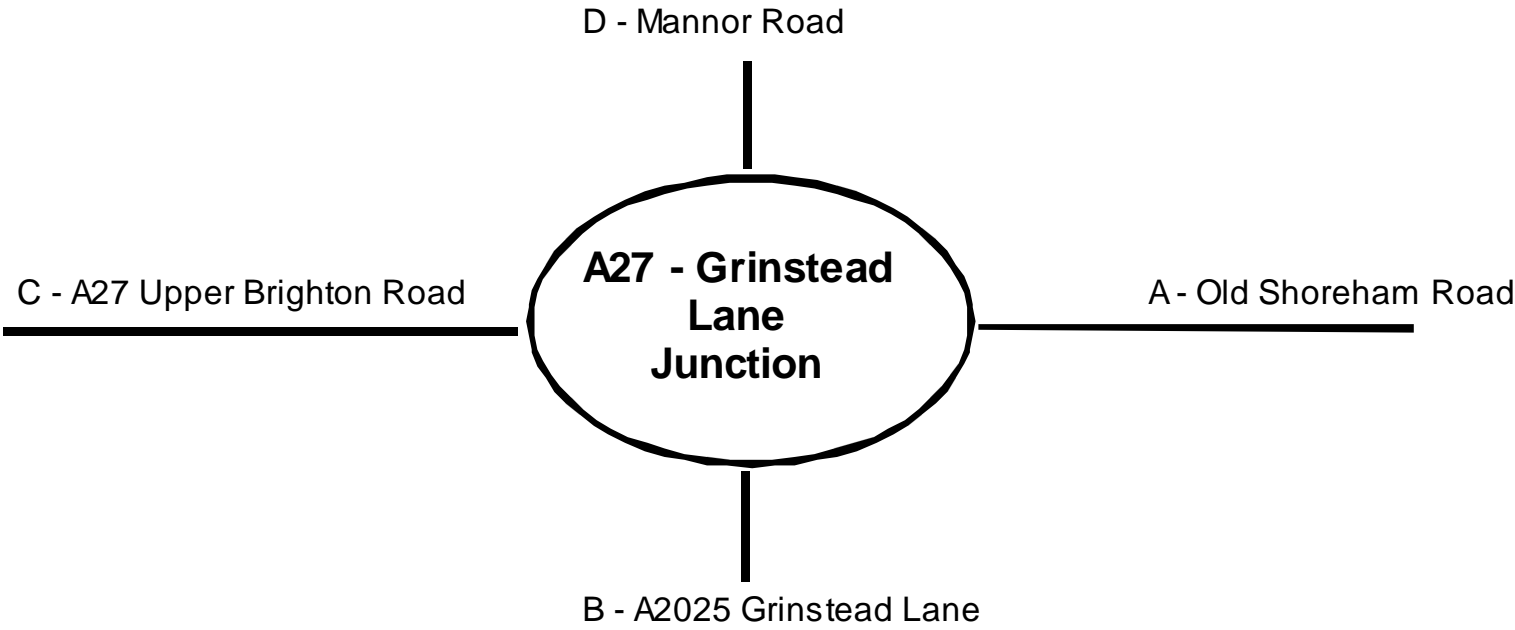 D - Mannor Road
A27 - Grinstead
Lane
Junction
C - A27 Upper Brighton Road
A - Old Shoreham Road
B - A2025 Grinstead Lane